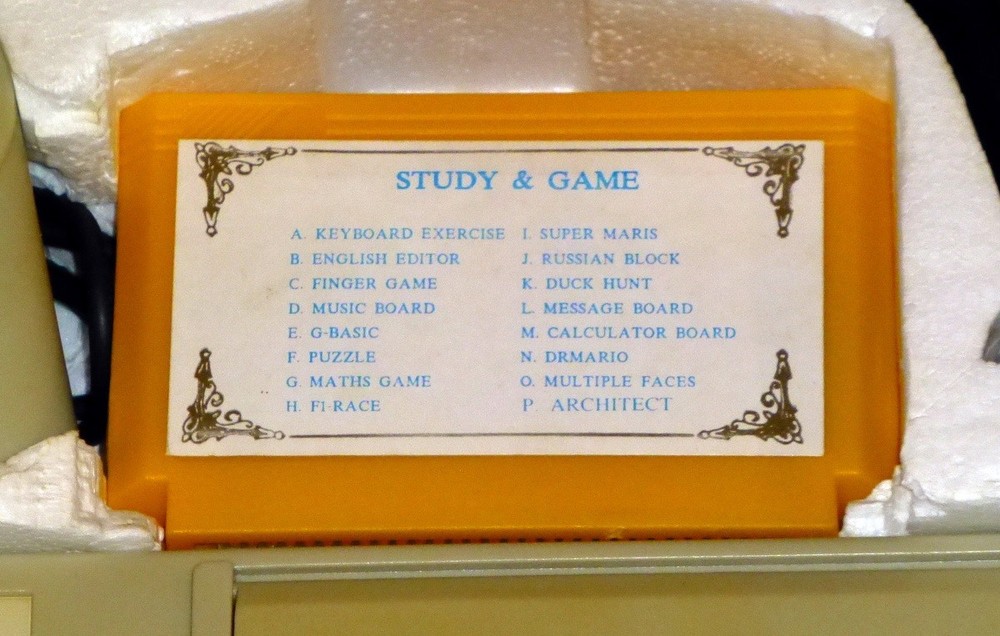 STUDY & GAME
A. KEYBOARD EXERCISE
B. ENGLISH EDITOR
C. FINGER GAME
D. MUSIC BOARD
E. G-BASIC
F. PUZZLE
G. MATHS GAME
H. F1-RACE
I. SUPER MARIS
J. RUSSIAN BLOCK
K. DUCK HUNT
L. MESSAGE BOARD
M. CALCULATOR BOARD
N. DRMARIO
O. MULTIPLE FACES
P. ARCHITECT